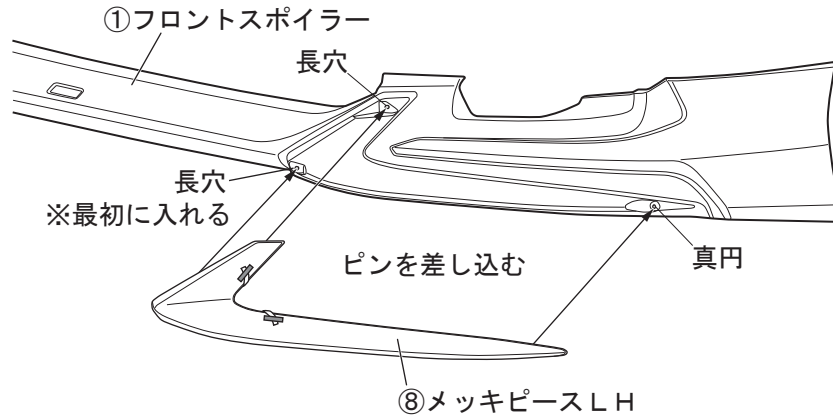 ①フロントスポイラー
長穴
長穴
※最初に入れる
ピンを差し込む
真円
⑧メッキピースＬＨ